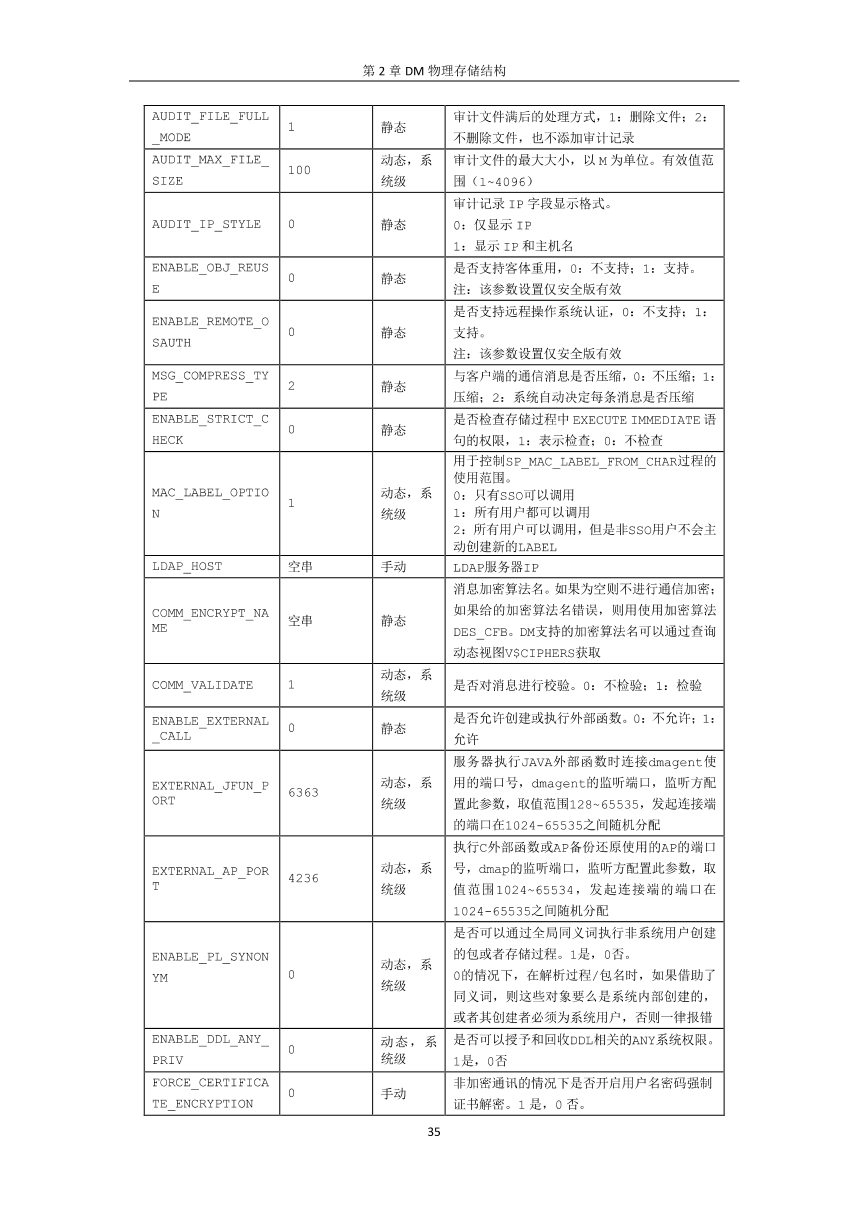 第 2 章 DM 物理存储结构
AUDIT_FILE_FULL
_MODE
1
静态
审计文件满后的处理方式，1：删除文件；2：
不删除文件，也不添加审计记录
AUDIT_MAX_FILE_
SIZE
100
动态，系
统级
审计文件的最大大小，以 M 为单位。有效值范
围（1~4096）
AUDIT_IP_STYLE
0
静态
审计记录 IP 字段显示格式。
0：仅显示 IP
1：显示 IP 和主机名
ENABLE_OBJ_REUS
E
0
静态
是否支持客体重用，0：不支持；1：支持。
注：该参数设置仅安全版有效
ENABLE_REMOTE_O
SAUTH
0
静态
是否支持远程操作系统认证，0：不支持；1：
支持。
注：该参数设置仅安全版有效
MSG_COMPRESS_TY
PE
2
静态
与客户端的通信消息是否压缩，0：不压缩；1：
压缩；2：系统自动决定每条消息是否压缩
ENABLE_STRICT_C
HECK
0
静态
是否检查存储过程中 EXECUTE IMMEDIATE 语
句的权限，1：表示检查；0：不检查
MAC_LABEL_OPTIO
N
1
动态，系
统级
用于控制SP_MAC_LABEL_FROM_CHAR过程的
使用范围。
0：只有SSO可以调用
1：所有用户都可以调用
2：所有用户可以调用，但是非SSO用户不会主
动创建新的LABEL
LDAP_HOST
空串
手动
LDAP服务器IP
COMM_ENCRYPT_NA
ME
空串
静态
消息加密算法名。如果为空则不进行通信加密；
如果给的加密算法名错误，则用使用加密算法
DES_CFB。DM支持的加密算法名可以通过查询
动态视图V$CIPHERS获取
COMM_VALIDATE
1
动态，系
统级
是否对消息进行校验。0：不检验；1：检验
ENABLE_EXTERNAL
_CALL
0
静态
是否允许创建或执行外部函数。0：不允许；1：
允许
EXTERNAL_JFUN_P
ORT
6363
动态，系
统级
服务器执行JAVA外部函数时连接dmagent使
用的端口号，dmagent的监听端口，监听方配
置此参数，取值范围128~65535，发起连接端
的端口在1024-65535之间随机分配
EXTERNAL_AP_POR
T
4236
动态，系
统级
执行C外部函数或AP备份还原使用的AP的端口
号，dmap的监听端口，监听方配置此参数，取
值范围1024~65534，发起连接端的端口在
1024-65535之间随机分配
ENABLE_PL_SYNON
YM
0
动态，系
统级
是否可以通过全局同义词执行非系统用户创建
的包或者存储过程。1是，0否。
0的情况下，在解析过程/包名时，如果借助了
同义词，则这些对象要么是系统内部创建的，
或者其创建者必须为系统用户，否则一律报错
ENABLE_DDL_ANY_
PRIV
0
动态，系
统级
是否可以授予和回收DDL相关的ANY系统权限。
1是，0否
FORCE_CERTIFICA
TE_ENCRYPTION
0
手动
非加密通讯的情况下是否开启用户名密码强制
证书解密。1 是，0 否。
35